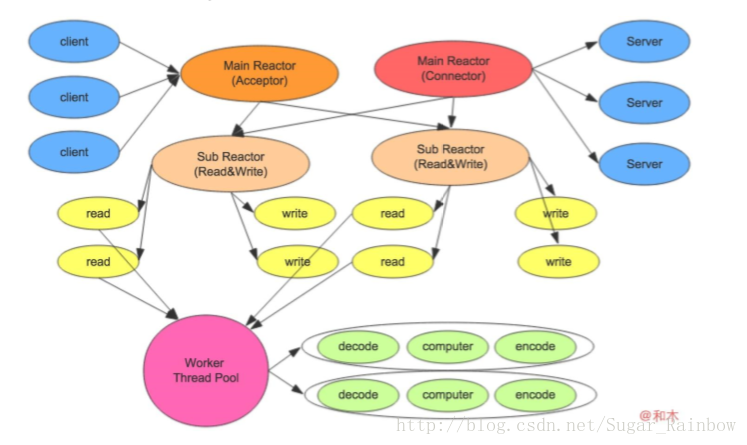 client
Main Reactor
(Acceptor)
Main Reactor
(Connector)
Server
client
Server
client
Sub Reactor
(Read&Write)
Sub Reactor
(Read&Write)
Server
read
write
read
write
read
write
read
write
Worker
Thread Pool
decode
computer
encode
decode
computer
encode
@和木
http://blog.csdn.net/Sugar_Rainbow